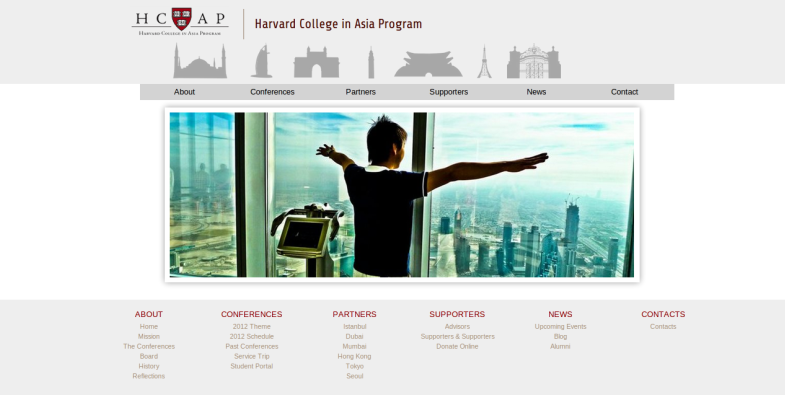 HCAP
HARVARD COLLEGE IN ASIA PROGRAM
Harvard College in Asia Program
About Conferences Partners Supporters News Contact
ABOUT CONFERENCES PARTNERS SUPPORTERS NEWS CONTACTS
Home 2012 Theme Istanbul Advisors Upcoming Events Contacts
Mission 2012 Schedule Dubai Supporters & Supporters Blog
The Conferences Past Conferences Mumbai Donate Online Alumni
Board Service Trip Hong Kong
History Student Portal Tokyo
Reflections Seoul